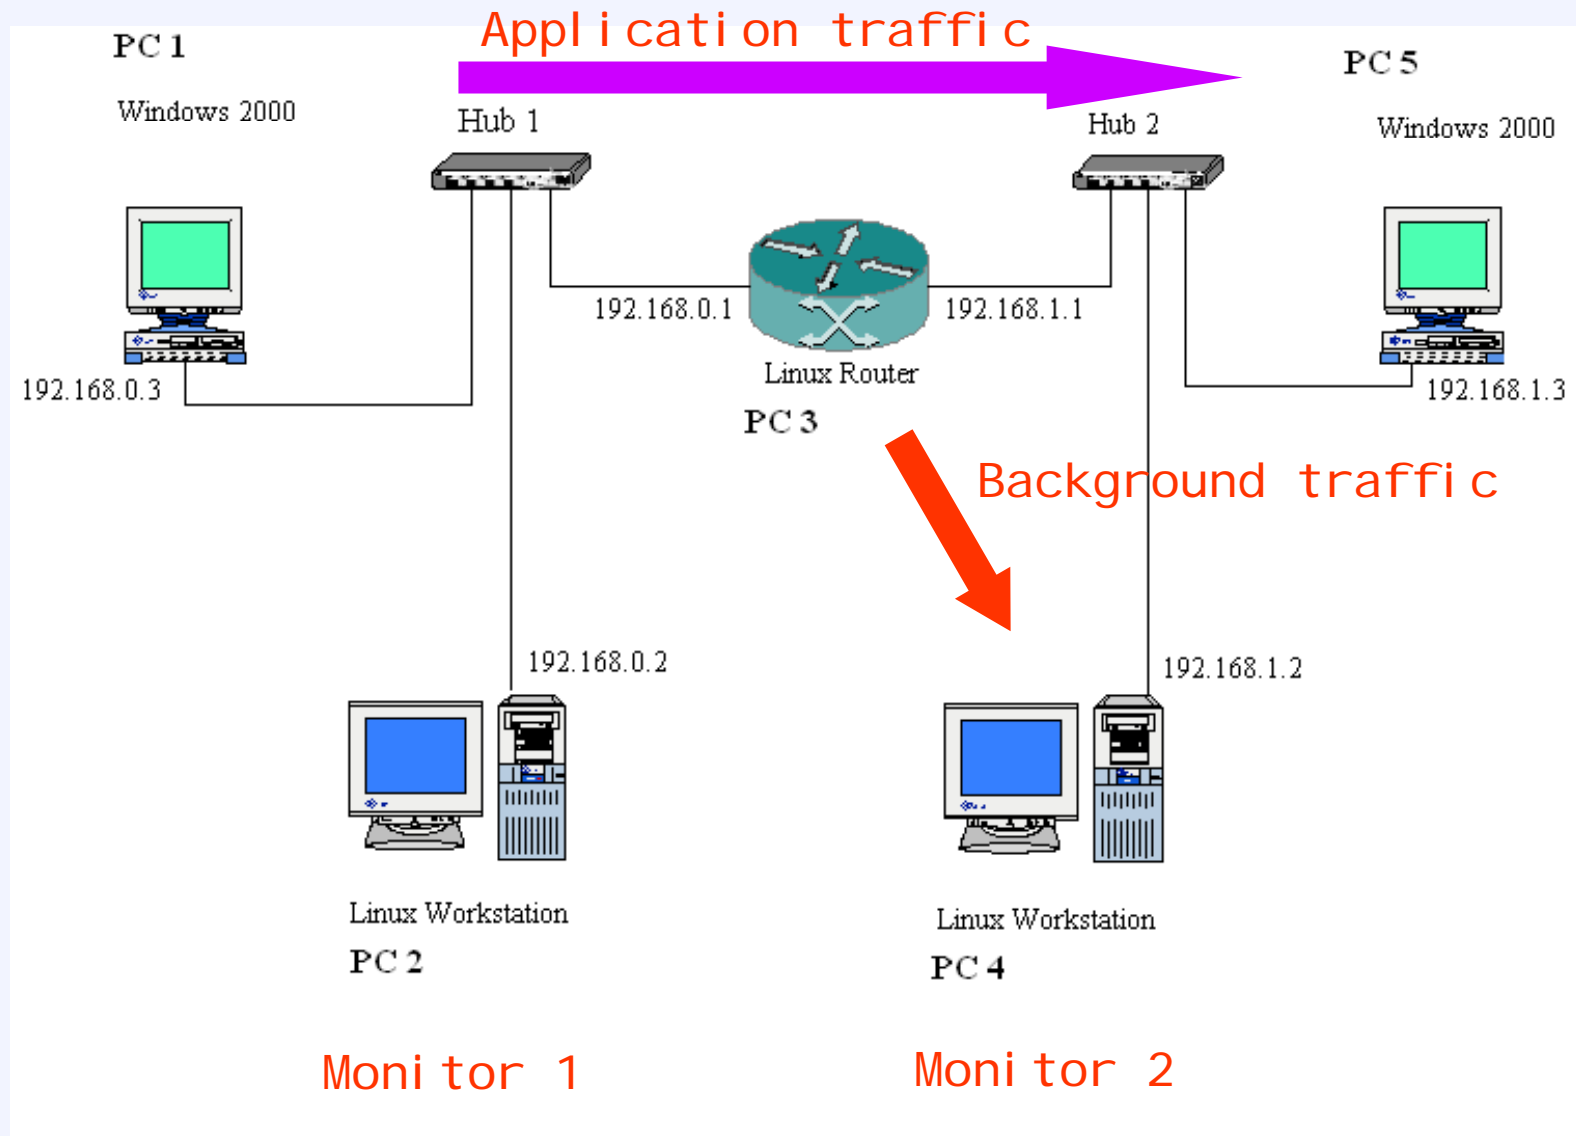 Application traffic
PC 1
PC 5
Windows 2000
Hub 1
Hub 2
Windows 2000
192.168.0.1
192.168.1.1
Linux Router
192.168.0.3
192.168.1.3
PC 3
Background traffic
192.168.0.2
192.168.1.2
Linux Workstation
Linux Workstation
PC 2
PC 4
Monitor 1
Monitor 2